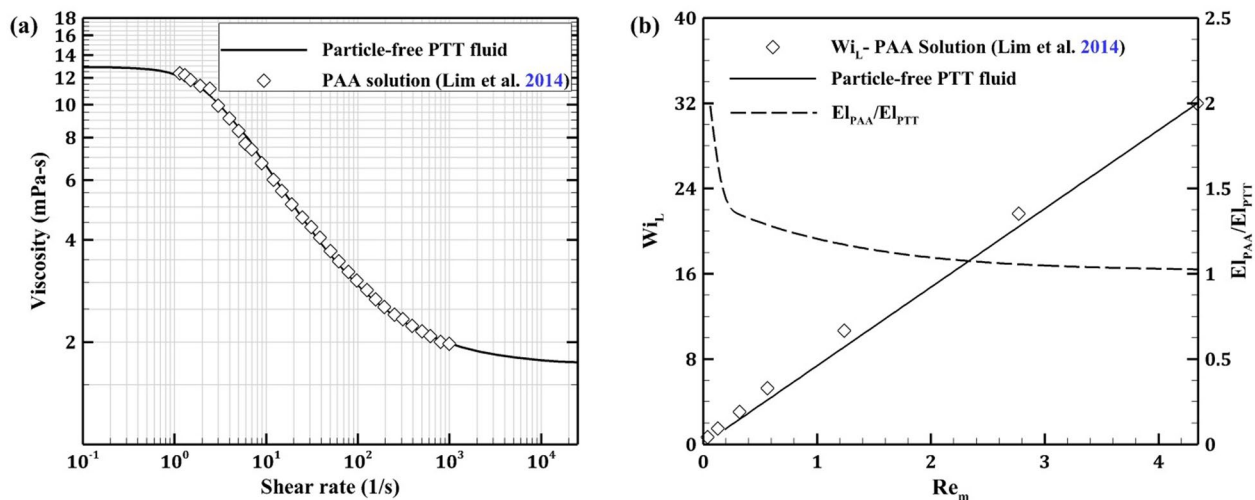 (a)
18
16
14
12
10
8
6
4
2
Viscosity (mPa-s)
Particle-free PTT fluid
PAA solution (Lim et al. 2014)
10⁻¹ 10⁰ 10¹ 10² 10³ 10⁴
Shear rate (1/s)
(b)
40
32
24
16
8
0
Wi_L
Wi_L- PAA Solution (Lim et al. 2014)
Particle-free PTT fluid
El_PAA/El_PTT
2.5
2
1.5
1
0.5
0
El_PAA/El_PTT
0 1 2 3 4
Re_m